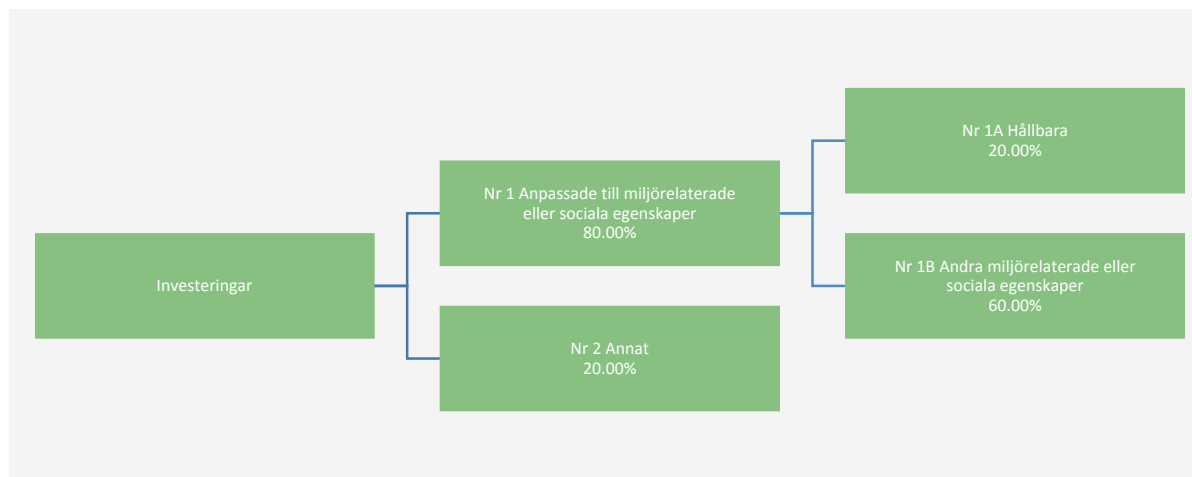 Investeringar
Nr 1 Anpassade till miljörelaterade
eller sociala egenskaper
80.00%
Nr 2 Annat
20.00%
Nr 1A Hållbara
20.00%
Nr 1B Andra miljörelaterade eller
sociala egenskaper
60.00%